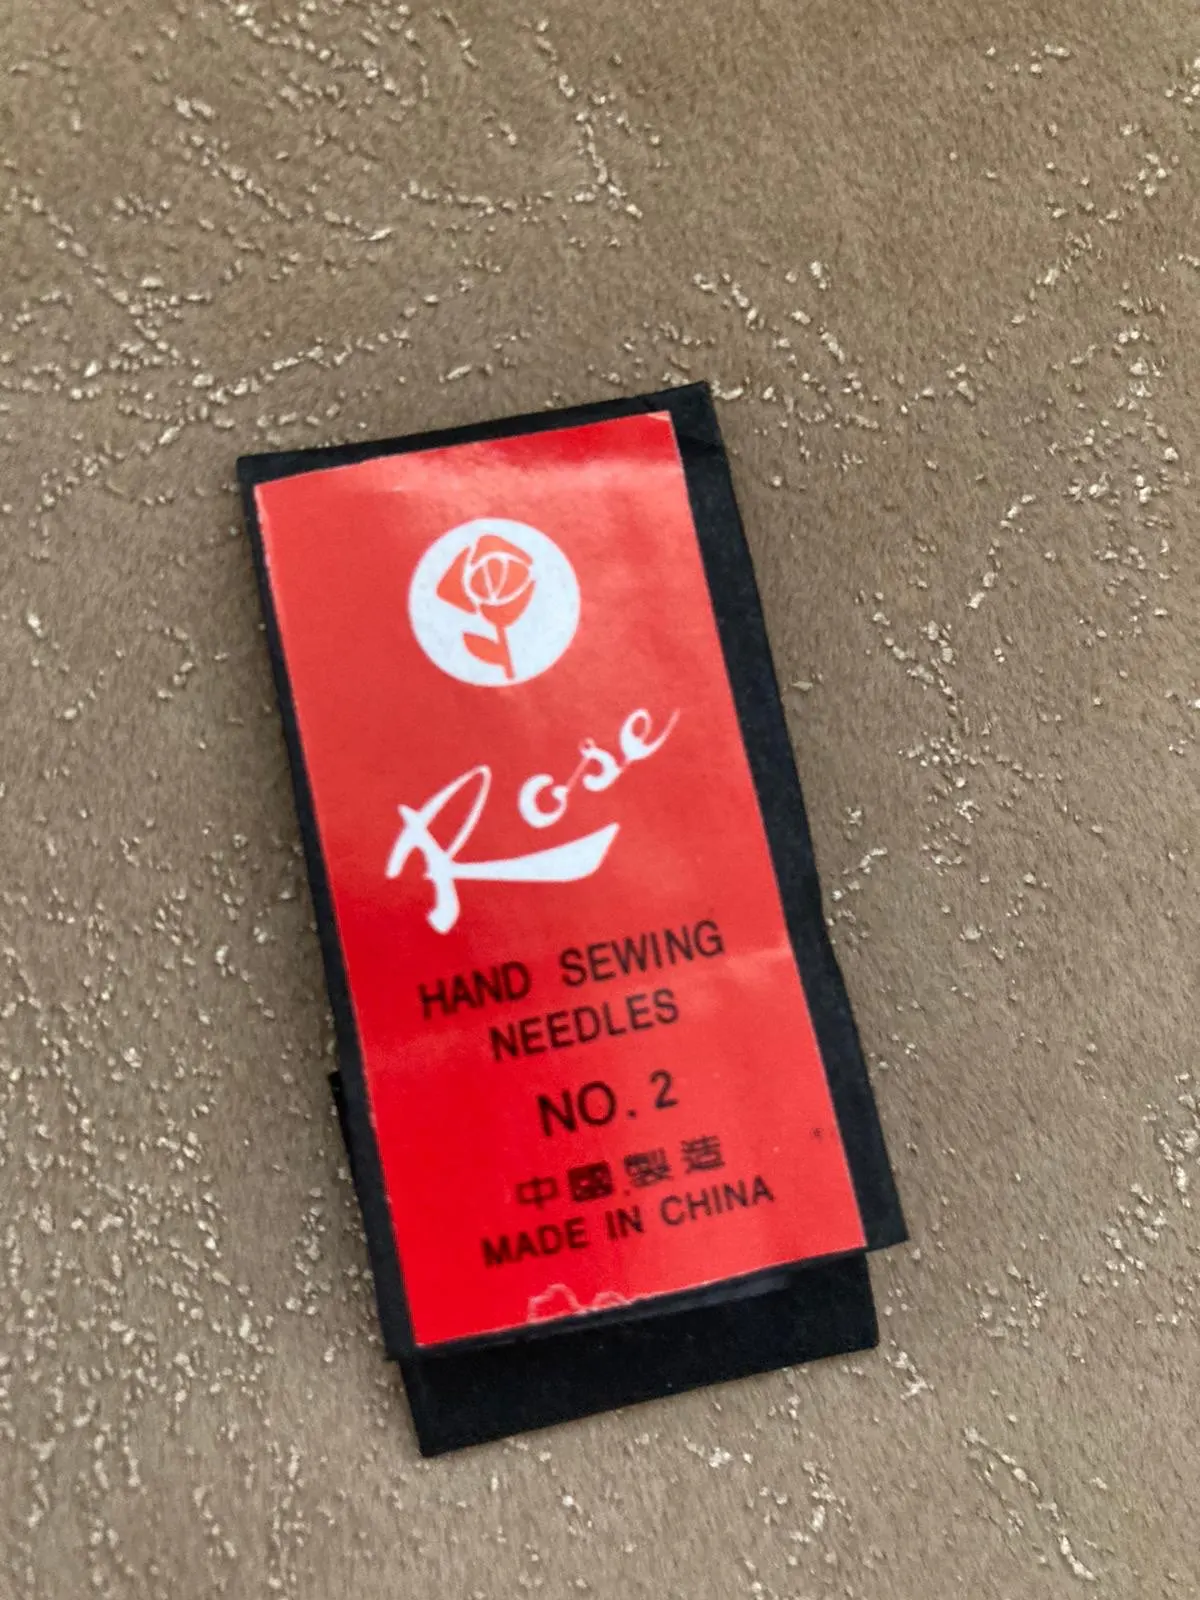 Rose
HAND SEWING
NEEDLES
NO. 2
中國製造
MADE IN CHINA